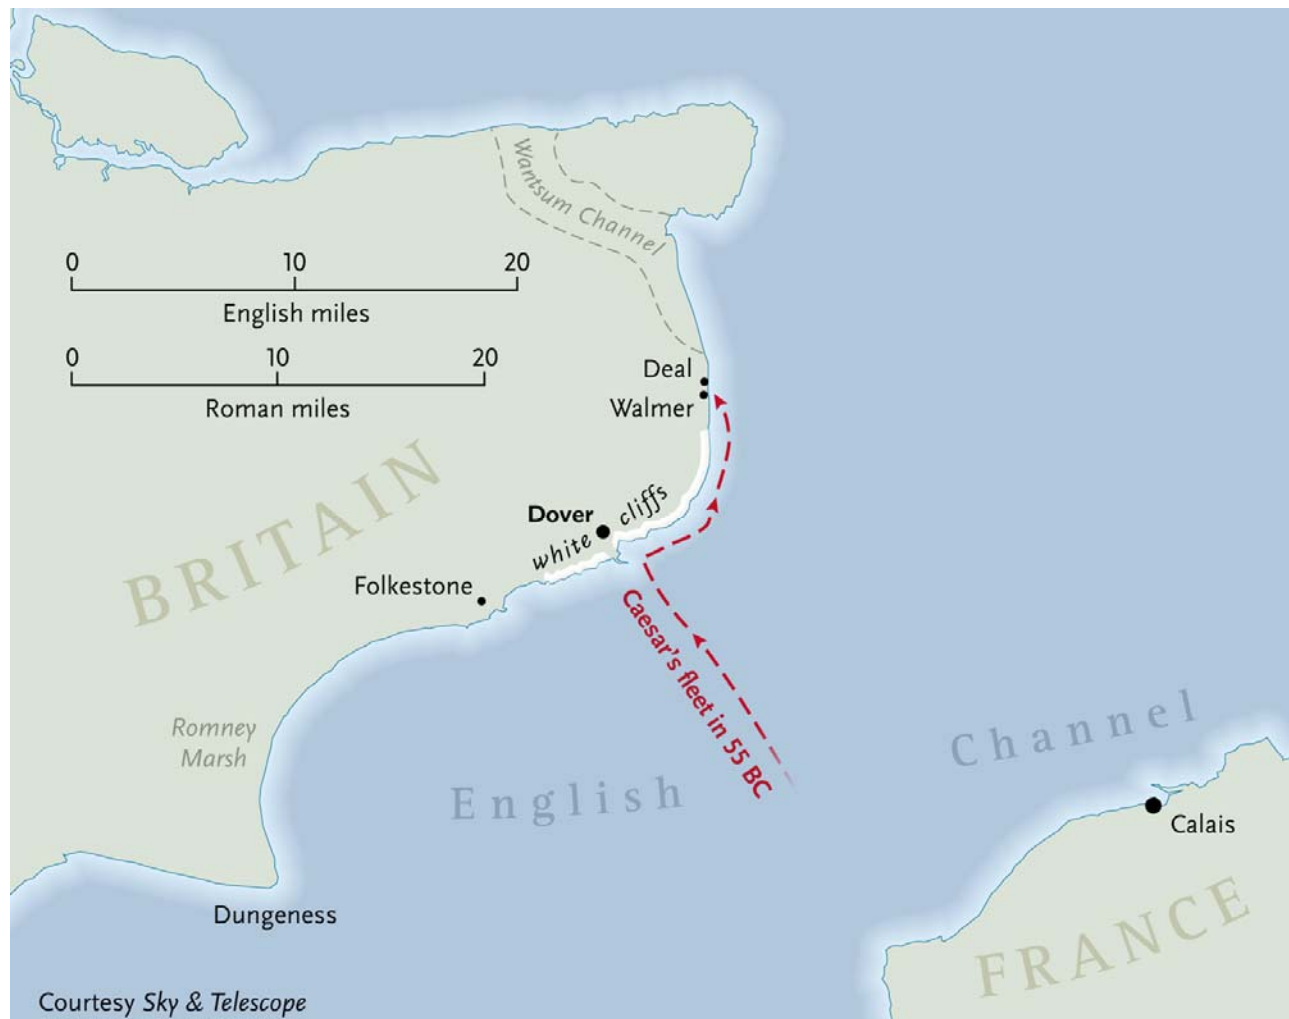 Wantsum Channel
0 10 20
English miles
0 10 20
Roman miles
Deal
Walmer
BRITAIN
Dover
white cliffs
Folkestone
Caesar's fleet in 55 BC
Romney
Marsh
English Channel
Calais
Dungeness
FRANCE
Courtesy Sky & Telescope